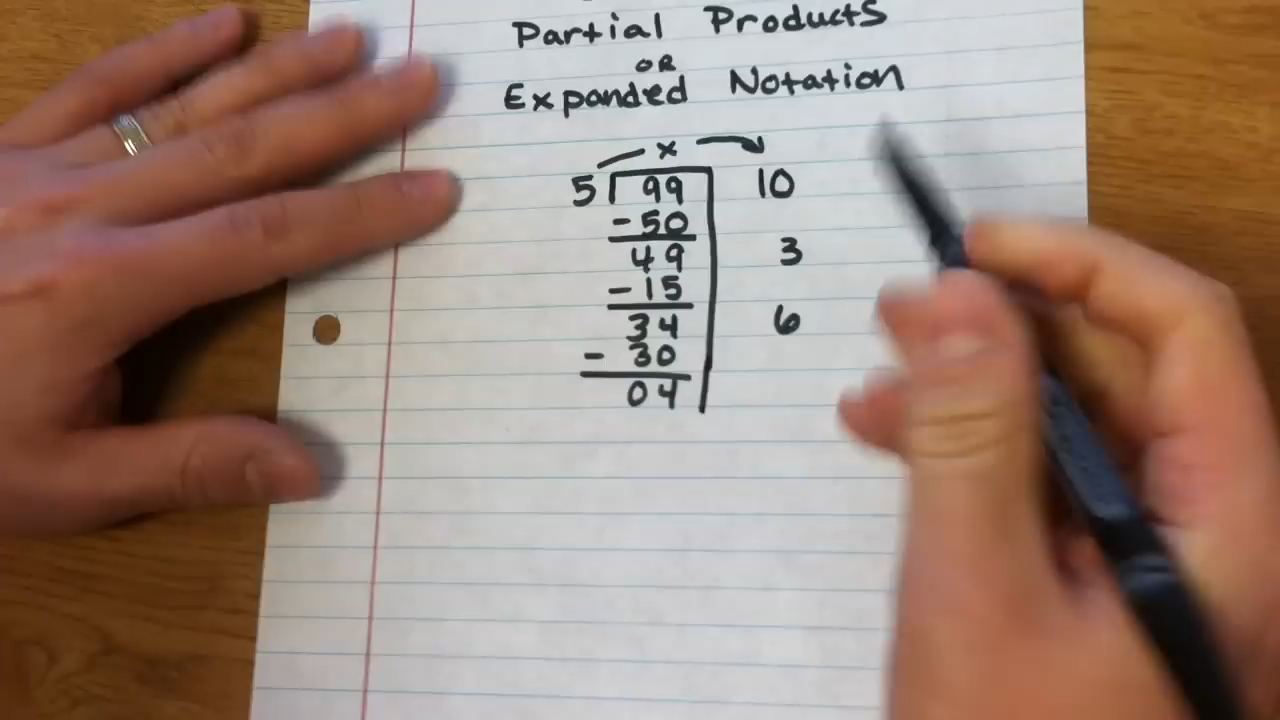 Partial Products
OR
Expanded Notation
x
5 99 10
-50
49 3
-15
34 6
- 30
04